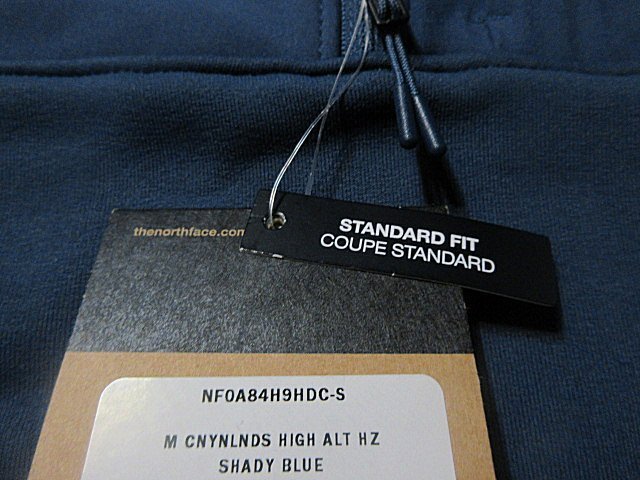 STANDARD FIT
COUPE STANDARD
thenorthface.com
NF0A84H9HDC-S
M CNYNLNDS HIGH ALT HZ
SHADY BLUE